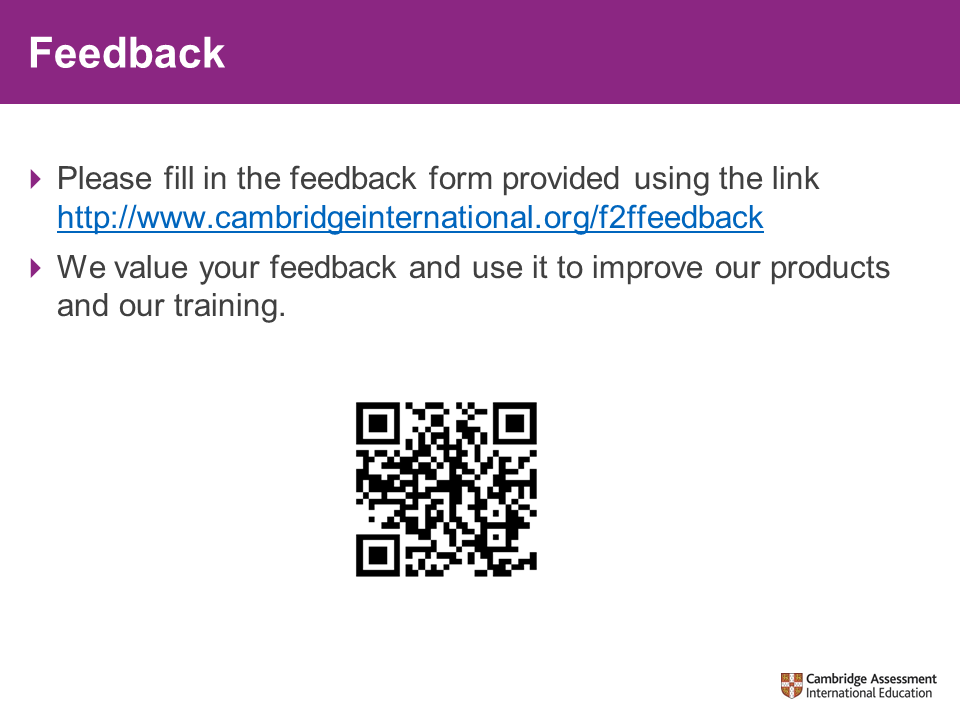 Feedback
Please fill in the feedback form provided using the link
http://www.cambridgeinternational.org/f2ffeedback
We value your feedback and use it to improve our products
and our training.
Cambridge Assessment
International Education